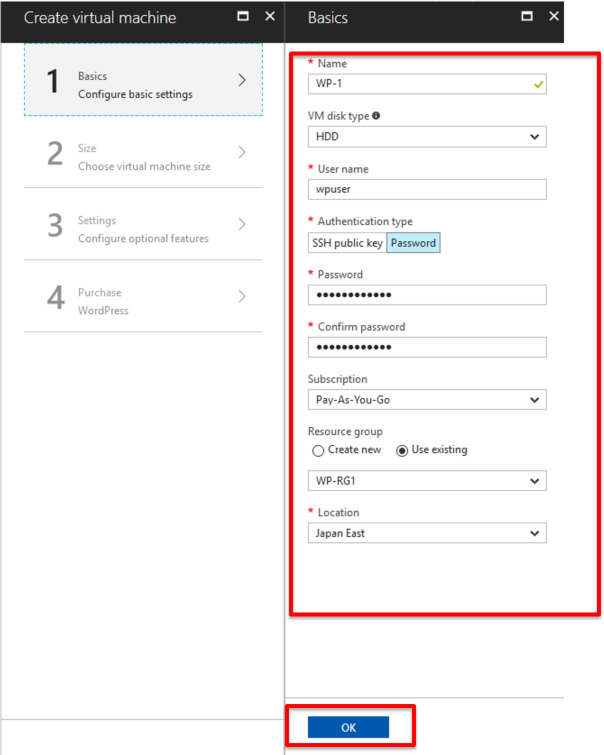 Create virtual machine
1
Basics
Configure basic settings
2
Size
Choose virtual machine size
3
Settings
Configure optional features
4
Purchase
WordPress
Basics
* Name
WP-1
VM disk type
HDD
* User name
wpuser
* Authentication type
SSH public key Password
* Password
●●●●●●●●●●●●
* Confirm password
●●●●●●●●●●●●
Subscription
Pay-As-You-Go
Resource group
Create new Use existing
WP-RG1
* Location
Japan East
OK